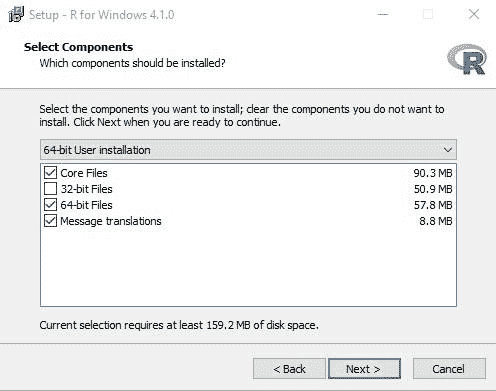 Setup - R for Windows 4.1.0
Select Components
Which components should be installed?
R
Select the components you want to install; clear the components you do not want to
install. Click Next when you are ready to continue.
64-bit User installation
Core Files 90.3 MB
32-bit Files 50.9 MB
64-bit Files 57.8 MB
Message translations 8.8 MB
Current selection requires at least 159.2 MB of disk space.
< Back Next > Cancel